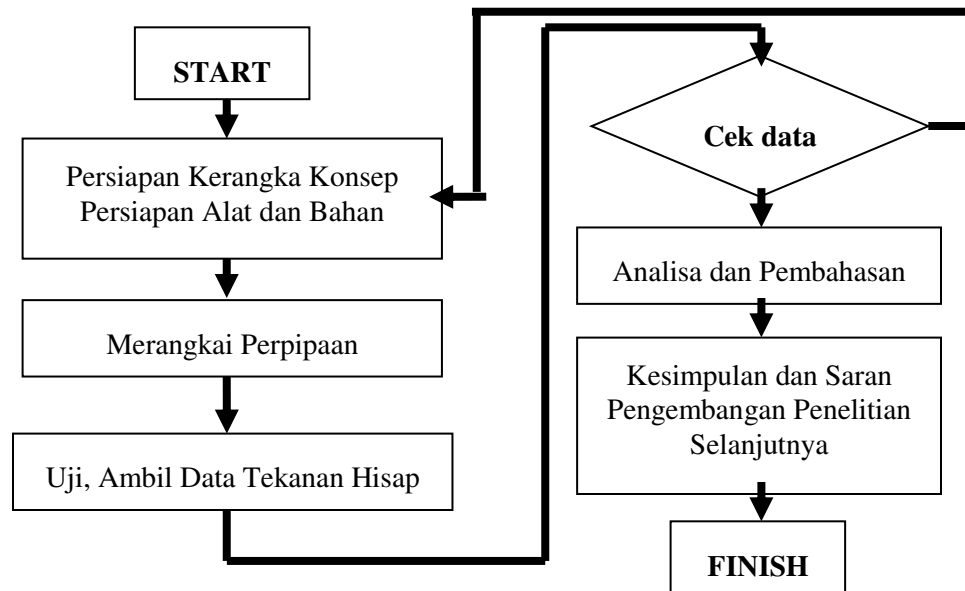 START
Persiapan Kerangka Konsep
Persiapan Alat dan Bahan
Merangkai Perpipaan
Uji, Ambil Data Tekanan Hisap
Cek data
Analisa dan Pembahasan
Kesimpulan dan Saran
Pengembangan Penelitian
Selanjutnya
FINISH